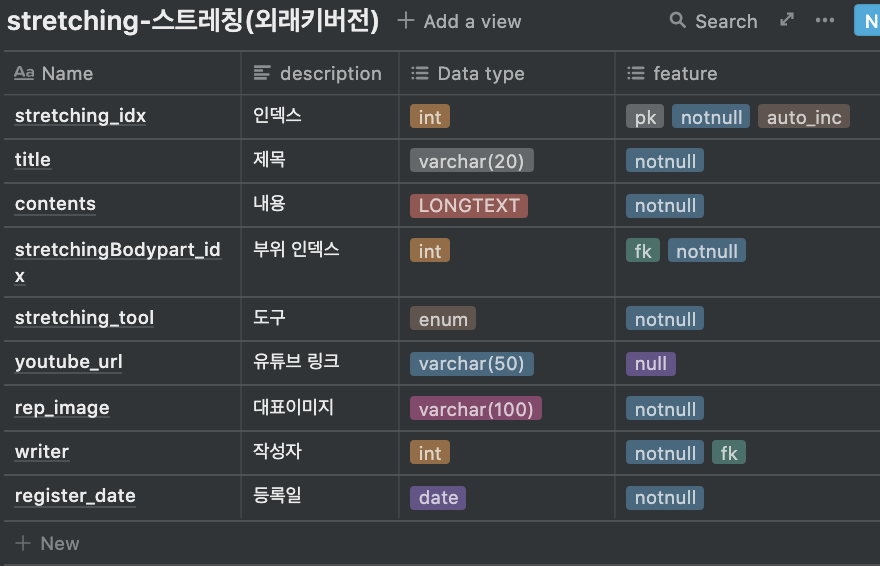 stretching-스트레칭(외래키버전) + Add a view Search ••• N
Aa Name description Data type feature
stretching_idx 인덱스 int pk notnull auto_inc
title 제목 varchar(20) notnull
contents 내용 LONGTEXT notnull
stretchingBodypart_id 부위 인덱스 int fk notnull
x
stretching_tool 도구 enum notnull
youtube_url 유튜브 링크 varchar(50) null
rep_image 대표이미지 varchar(100) notnull
writer 작성자 int notnull fk
register_date 등록일 date notnull
+ New